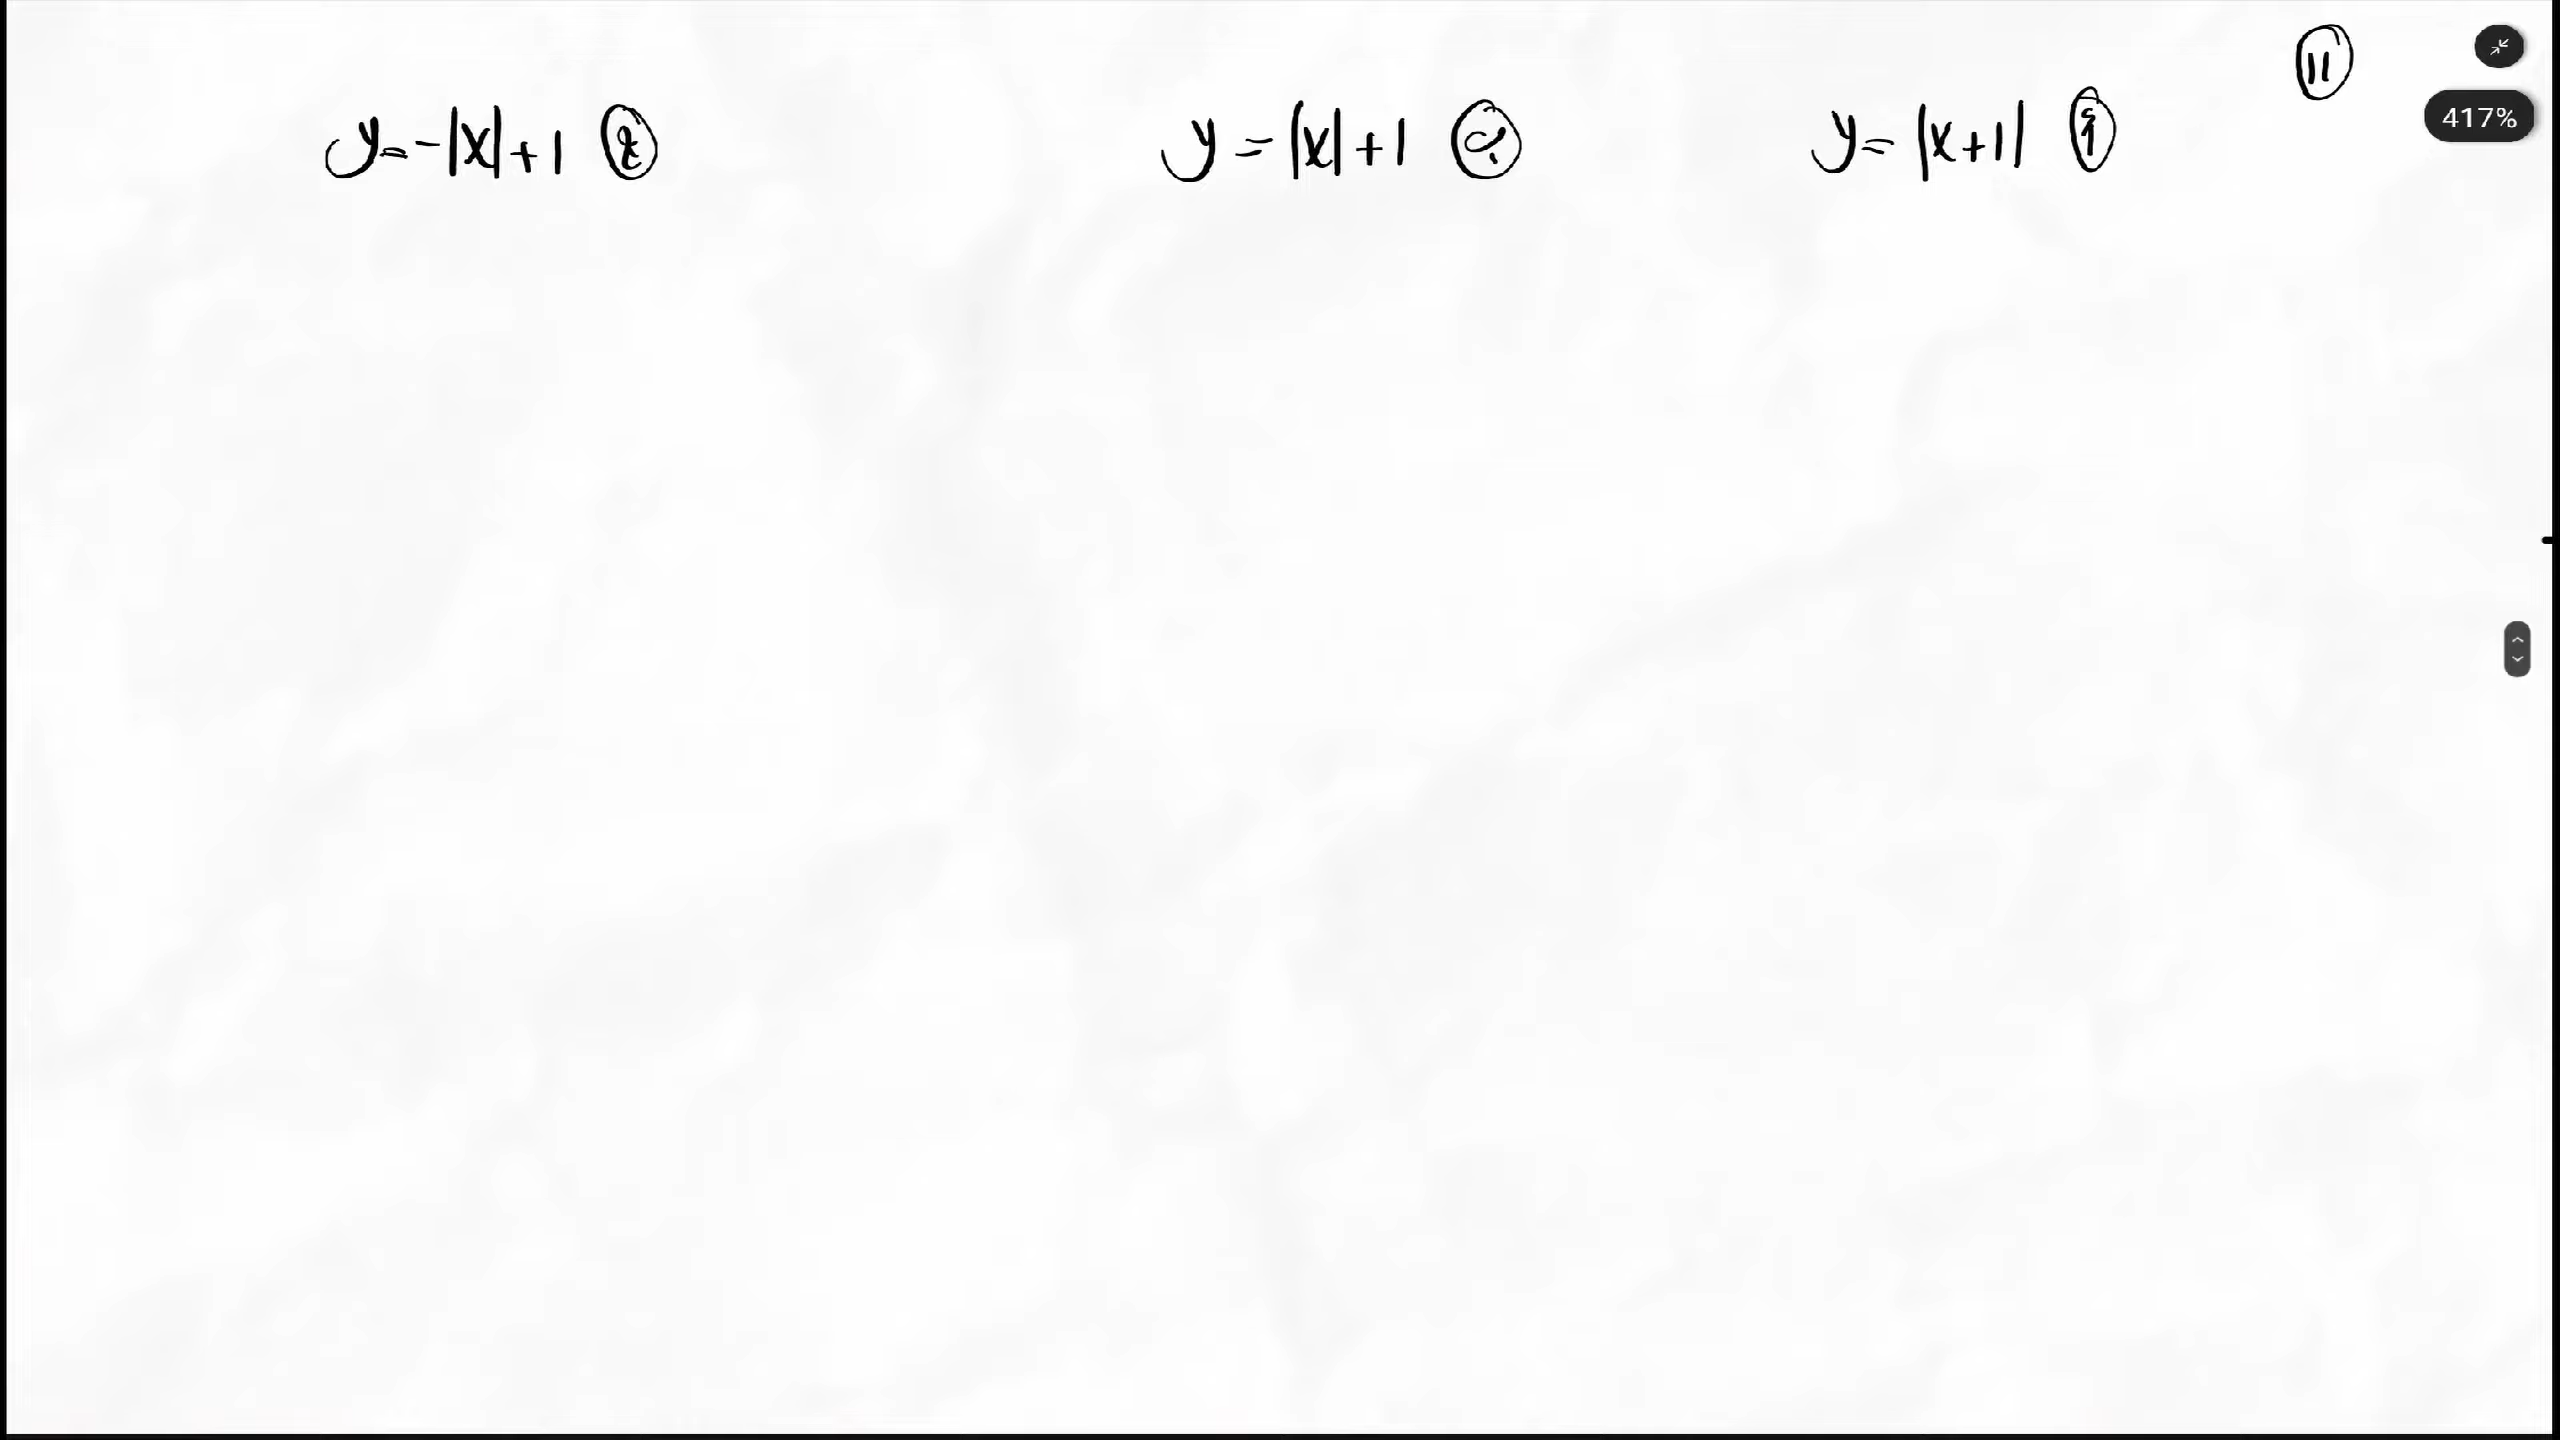 11
y = |x+1| أ
y = |x|+1 ب
y = -|x|+1 ج
417%